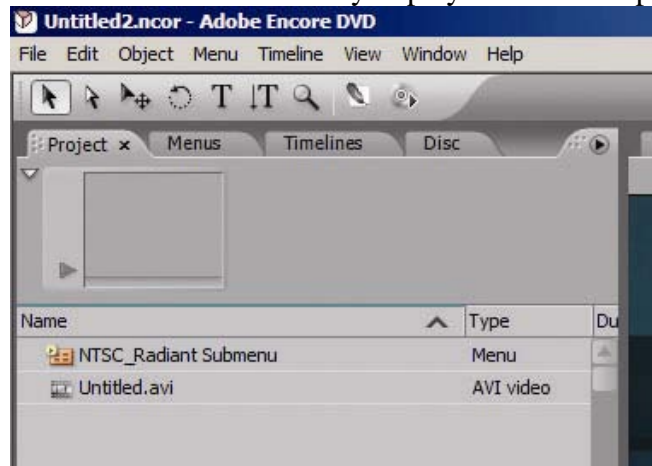 Untitled2.ncor - Adobe Encore DVD
File Edit Object Menu Timeline View Window Help
T T
Project x Menus Timelines Disc
Name Type Du
NTSC_Radiant Submenu Menu
Untitled.avi AVI video